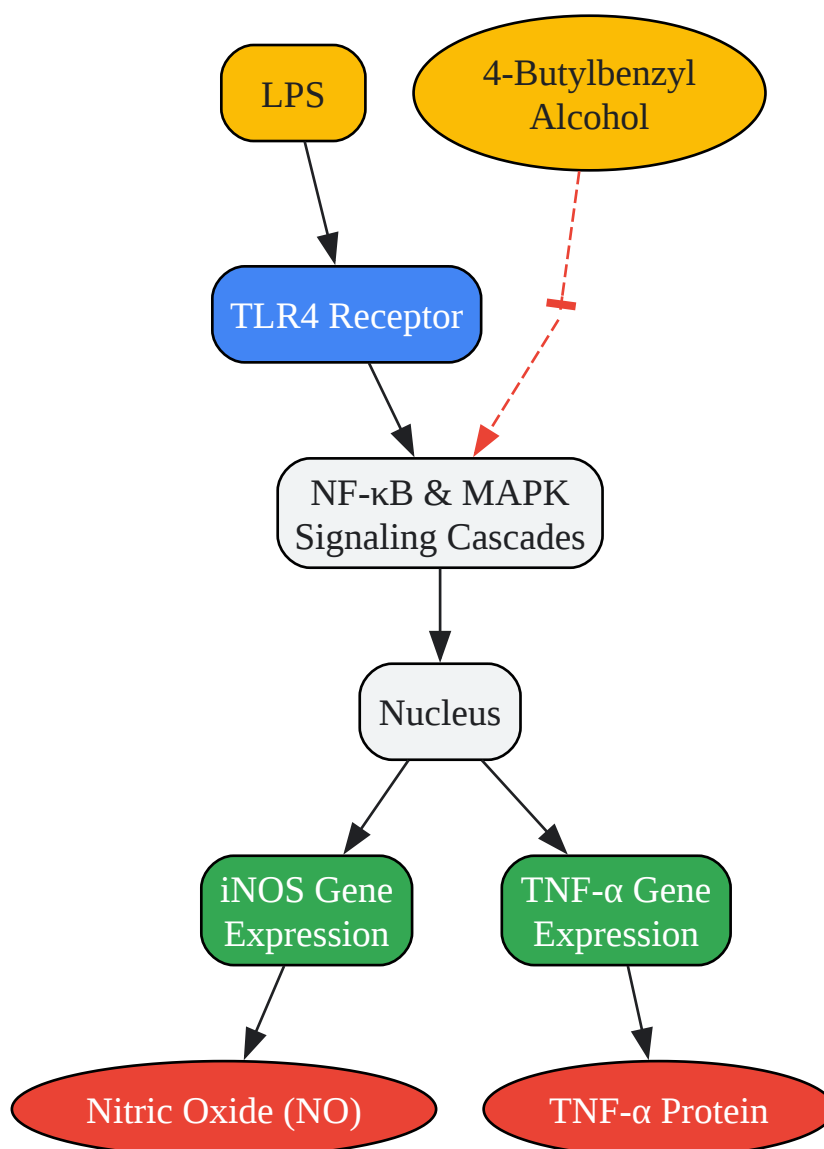 LPS
4-Butylbenzyl
Alcohol
TLR4 Receptor
NF-κB & MAPK
Signaling Cascades
Nucleus
iNOS Gene
Expression
TNF-α Gene
Expression
Nitric Oxide (NO)
TNF-α Protein